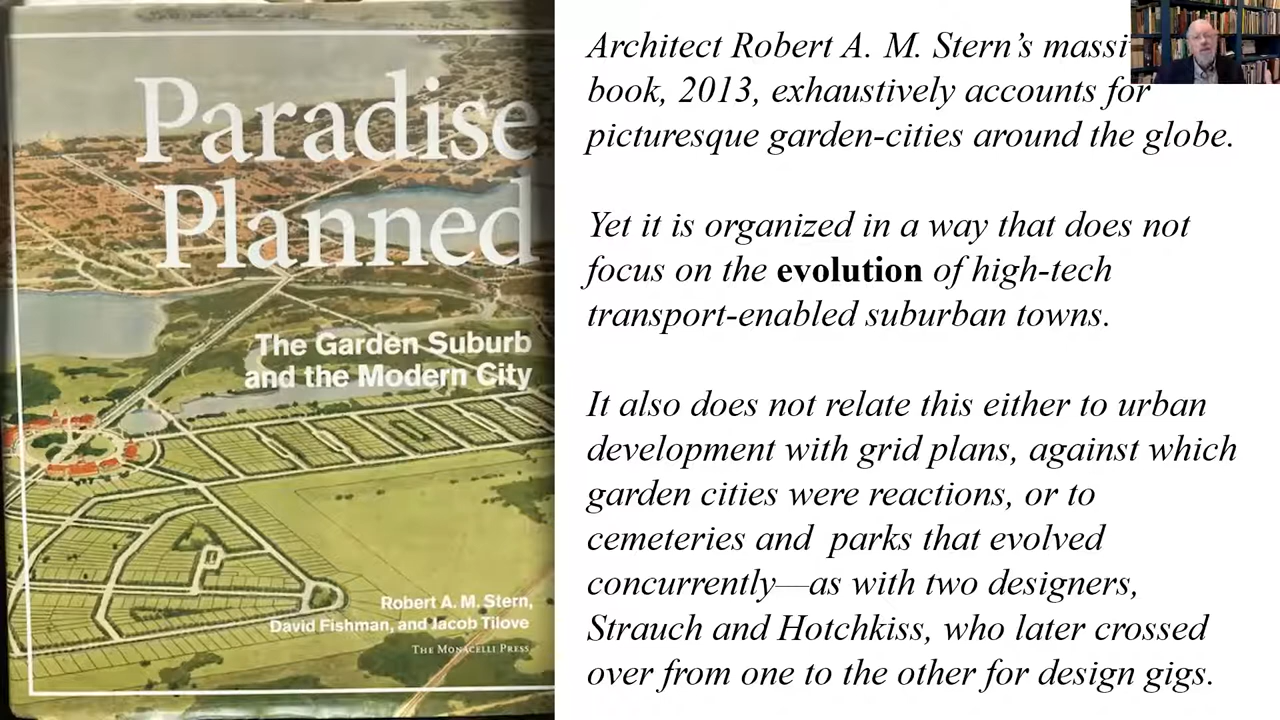 Paradise
Planned
The Garden Suburb
and the Modern City
Robert A. M. Stern,
David Fishman, and Jacob Tilove
THE MONACELLI PRESS
Architect Robert A. M. Stern's
book, 2013, exhaustively accounts for
picturesque garden-cities around the globe.
Yet it is organized in a way that does not
focus on the evolution of high-tech
transport-enabled suburban towns.
It also does not relate this either to urban
development with grid plans, against which
garden cities were reactions, or to
cemeteries and parks that evolved
concurrently—as with two designers,
Strauch and Hotchkiss, who later crossed
over from one to the other for design gigs.